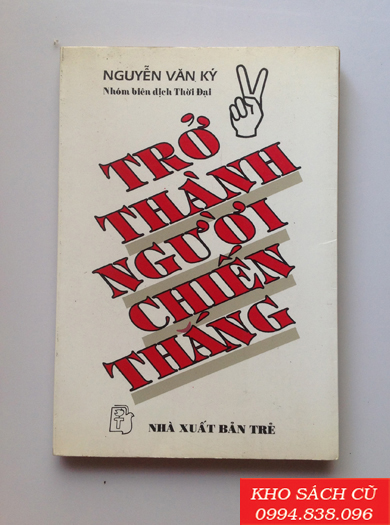 NGUYỄN VĂN KỲ
Nhóm biên dịch Thời Đại
TRỞ
THÀNH
NGƯỜI
CHIẾN
THẮNG
NHÀ XUẤT BẢN TRẺ
KHO SÁCH CŨ
0994.838.096